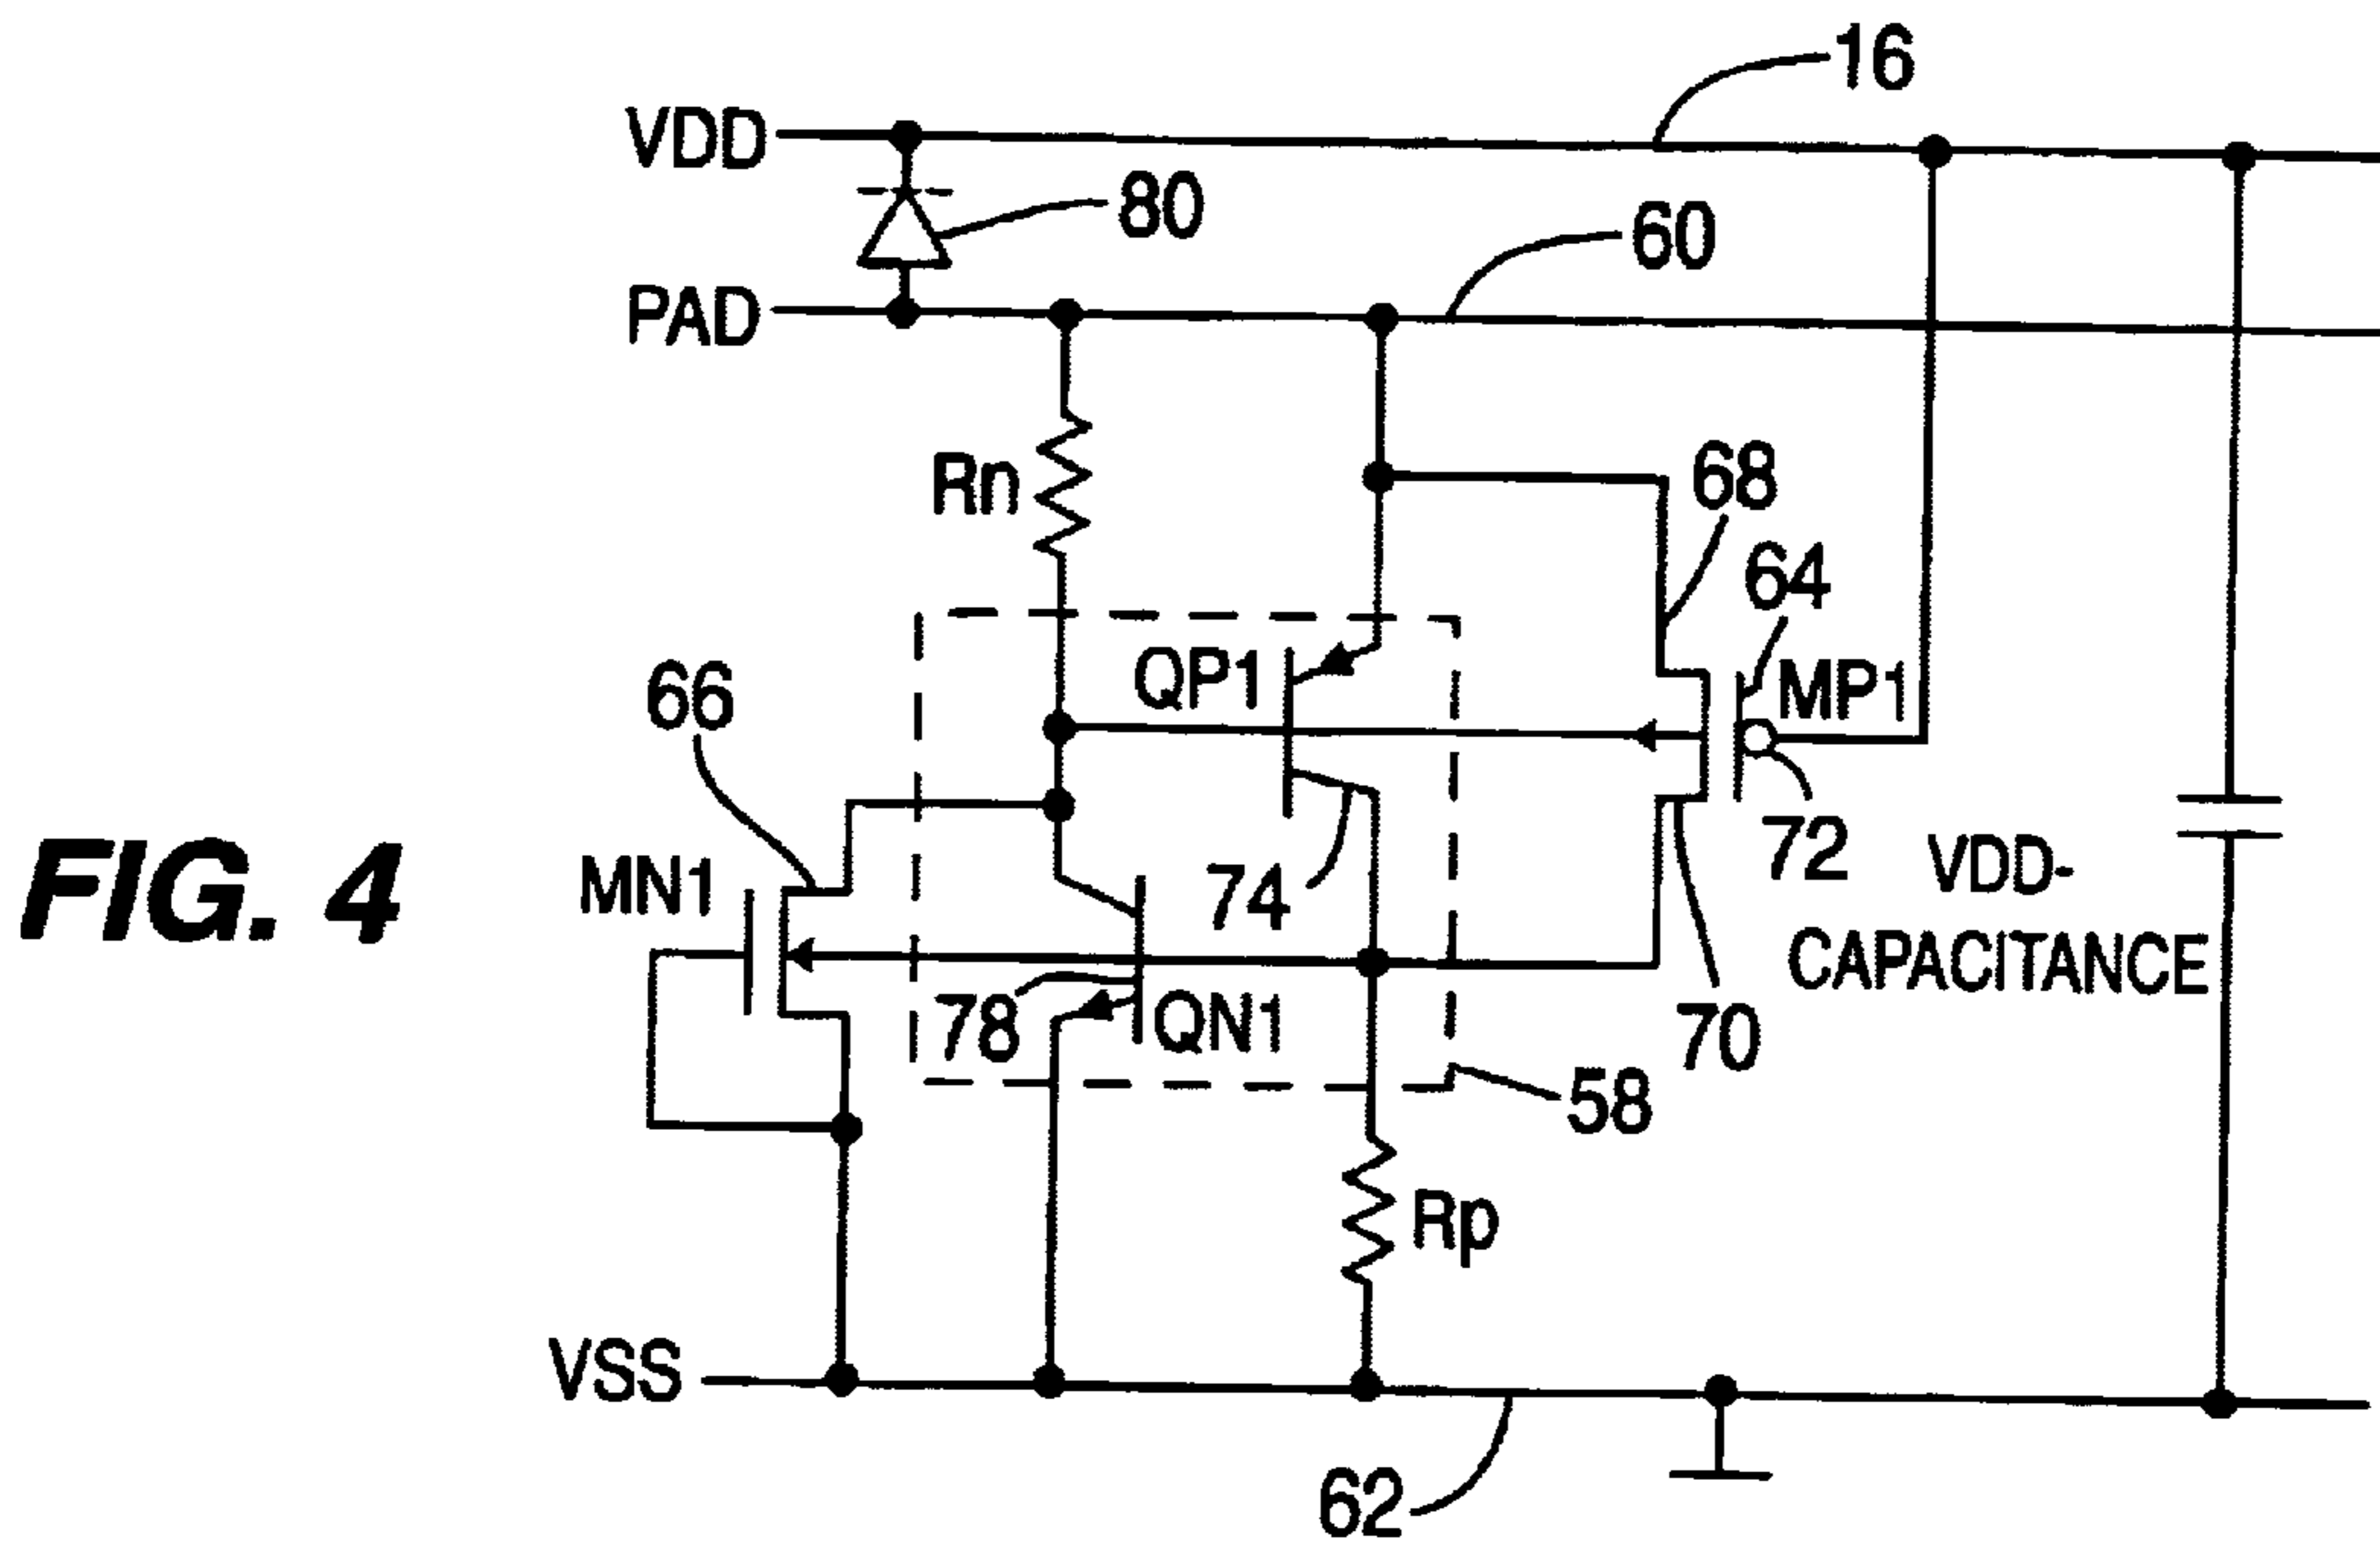 16
VDD
80
60
PAD
68
Rn
64
QP1
MP1
66
72
74
VDD-
CAPACITANCE
MN1
FIG. 4
78
QN1
70
58
Rp
VSS
62